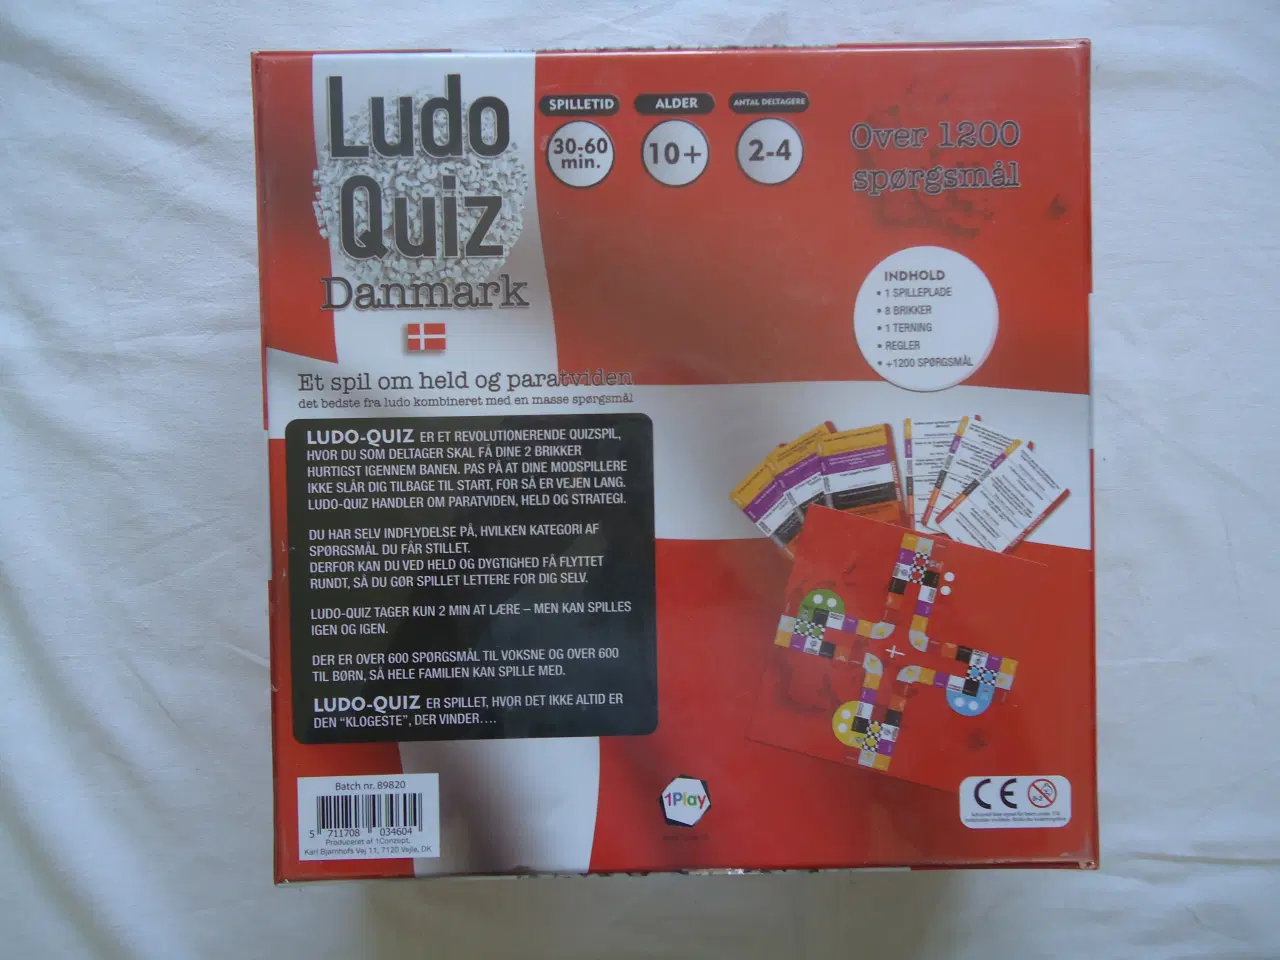 Ludo
Quiz
Danmark
SPILLETID
30-60
min.
ALDER
10+
ANTAL DELTAGERE
2-4
Over 1200
spørgsmål
INDHOLD
• 1 SPILLEPLADE
• 8 BRIKKER
• 1 TERNING
• REGLER
• +1200 SPØRGSMÅL
Et spil om held og paratviden
det bedste fra ludo kombineret med en masse spørgsmål
LUDO-QUIZ ER ET REVOLUTIONERENDE QUIZSPIL,
HVOR DU SOM DELTAGER SKAL FÅ DINE 2 BRIKKER
HURTIGST IGENNEM BANEN. PAS PÅ AT DINE MODSPILLERE
IKKE SLÅR DIG TILBAGE TIL START, FOR SÅ ER VEJEN LANG.
LUDO-QUIZ HANDLER OM PARATVIDEN, HELD OG STRATEGI.
DU HAR SELV INDFLYDELSE PÅ, HVILKEN KATEGORI AF
SPØRGSMÅL DU FÅR STILLET.
DERFOR KAN DU VED HELD OG DYGTIGHED FÅ FLYTTET
RUNDT, SÅ DU GØR SPILLET LETTERE FOR DIG SELV.
LUDO-QUIZ TAGER KUN 2 MIN AT LÆRE – MEN KAN SPILLES
IGEN OG IGEN.
DER ER OVER 600 SPØRGSMÅL TIL VOKSNE OG OVER 600
TIL BØRN, SÅ HELE FAMILIEN KAN SPILLE MED.
LUDO-QUIZ ER SPILLET, HVOR DET IKKE ALTID ER
DEN “KLOGESTE”, DER VINDER....
Batch nr. 89820
5 711708 034604
Produceret af 1Conzept,
Karl Bjarnhofs Vej 11, 7120 Vejle, DK
1Play
CE
0-3